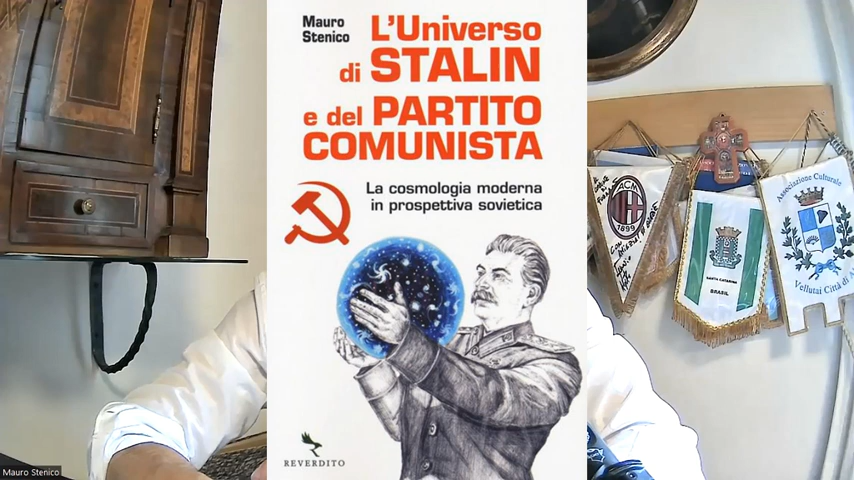 Mauro
Stenico
L'Universo
di STALIN
e del PARTITO
COMUNISTA
La cosmologia moderna
in prospettiva sovietica
REVERDITO
Mauro Stenico
ACM
1899
SANTA CATARINA
BRASIL
Associazione Culturale
Vellutai Città di A